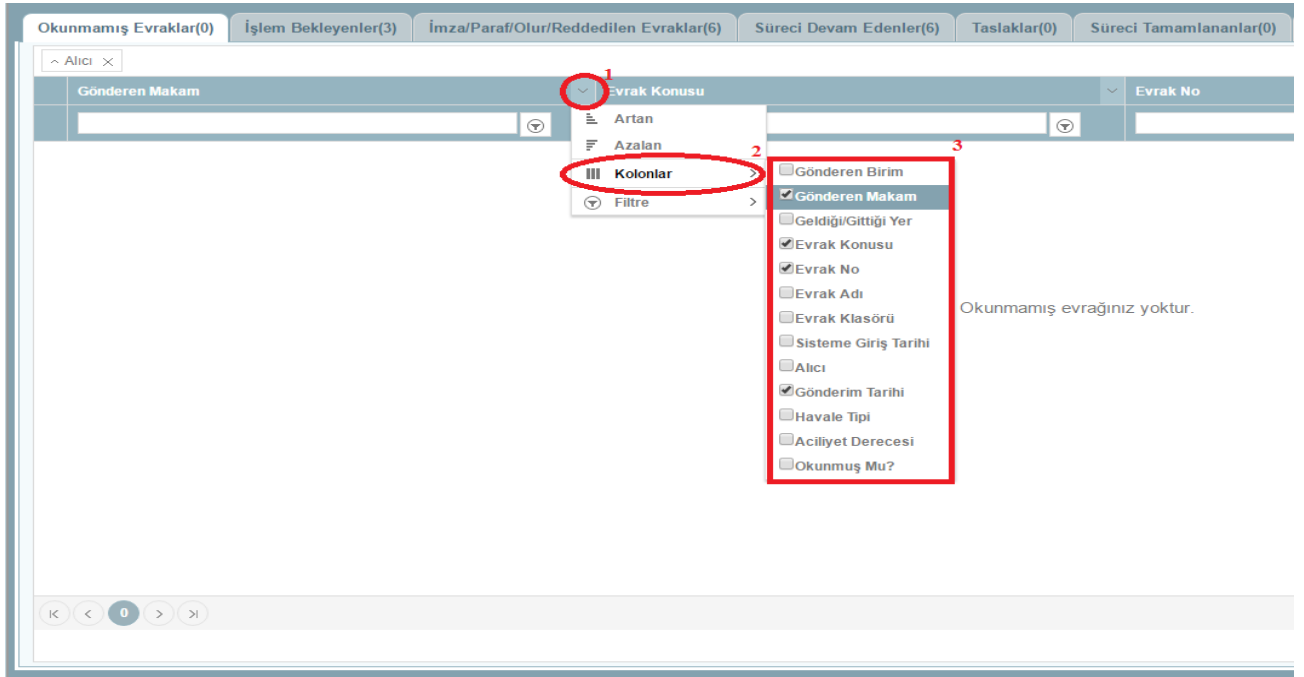 Okunmamış Evraklar(0) İşlem Bekleyenler(3) İmza/Paraf/Olur/Reddedilen Evraklar(6) Süreci Devam Edenler(6) Taslaklar(0) Süreci Tamamlananlar(0)
Alıcı
1
Gönderen Makam Evrak Konusu Evrak No
Artan
Azalan
2
Kolonlar
Filtre
3
Gönderen Birim
Gönderen Makam
Geldiği/Gittiği Yer
Evrak Konusu
Evrak No
Evrak Adı
Evrak Klasörü
Sisteme Giriş Tarihi
Alıcı
Gönderim Tarihi
Havale Tipi
Aciliyet Derecesi
Okunmuş Mu?
Okunmamış evrağınız yoktur.
0